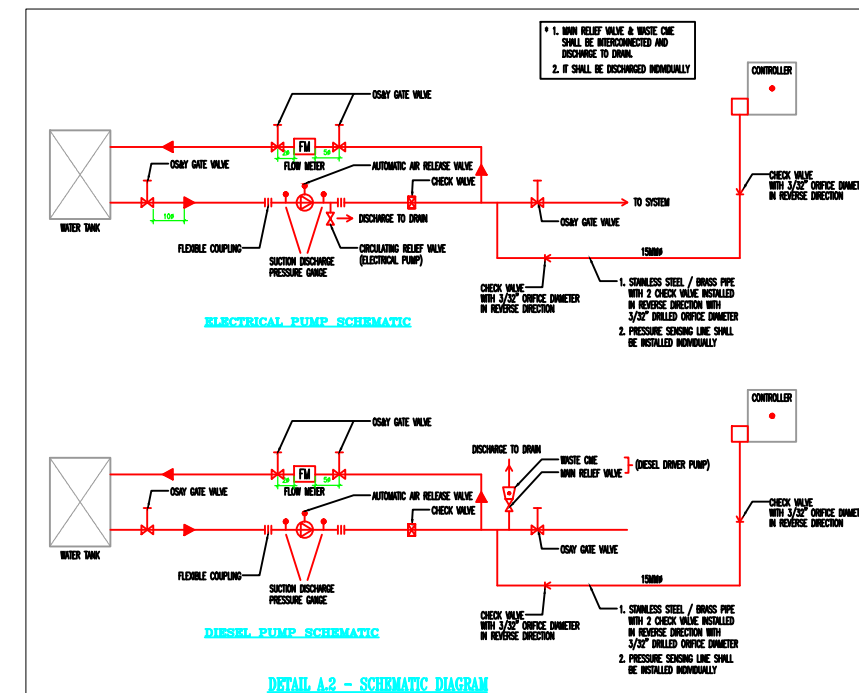 * 1. MAIN RELIEF VALVE & WASTE CME
SHALL BE INTERCONNECTED AND
DISCHARGE TO DRAIN.
2. IT SHALL BE DISCHARGED INDIVIDUALLY
CONTROLLER
OS&Y GATE VALVE
2Ø
FM
5Ø
FLOW METER
OS&Y GATE VALVE
AUTOMATIC AIR RELEASE VALVE
CHECK VALVE
CHECK VALVE
WITH 3/32" ORIFICE DIAMETER
IN REVERSE DIRECTION
10Ø
WATER TANK
TO SYSTEM
DISCHARGE TO DRAIN
OS&Y GATE VALVE
FLEXIBLE COUPLING
SUCTION DISCHARGE
PRESSURE GANGE
CIRCULATING RELIEF VALVE
(ELECTRICAL PUMP)
15MMØ
CHECK VALVE
WITH 3/32" ORIFICE DIAMETER
IN REVERSE DIRECTION
1. STAINLESS STEEL / BRASS PIPE
WITH 2 CHECK VALVE INSTALLED
IN REVERSE DIRECTION WITH
3/32" DRILLED ORIFICE DIAMETER
2. PRESSURE SENSING LINE SHALL
BE INSTALLED INDIVIDUALLY
ELECTRICAL PUMP SCHEMATIC
CONTROLLER
OS&Y GATE VALVE
DISCHARGE TO DRAIN
WASTE CME
MAIN RELIEF VALVE
(DIESEL DRIVER PUMP)
2Ø
FM
5Ø
FLOW METER
OSAY GATE VALVE
AUTOMATIC AIR RELEASE VALVE
CHECK VALVE
CHECK VALVE
WITH 3/32" ORIFICE DIAMETER
IN REVERSE DIRECTION
WATER TANK
OSAY GATE VALVE
FLEXIBLE COUPLING
SUCTION DISCHARGE
PRESSURE GANGE
15MMØ
CHECK VALVE
WITH 3/32" ORIFICE DIAMETER
IN REVERSE DIRECTION
1. STAINLESS STEEL / BRASS PIPE
WITH 2 CHECK VALVE INSTALLED
IN REVERSE DIRECTION WITH
3/32" DRILLED ORIFICE DIAMETER
2. PRESSURE SENSING LINE SHALL
BE INSTALLED INDIVIDUALLY
DIESEL PUMP SCHEMATIC
DETAIL A.2 - SCHEMATIC DIAGRAM